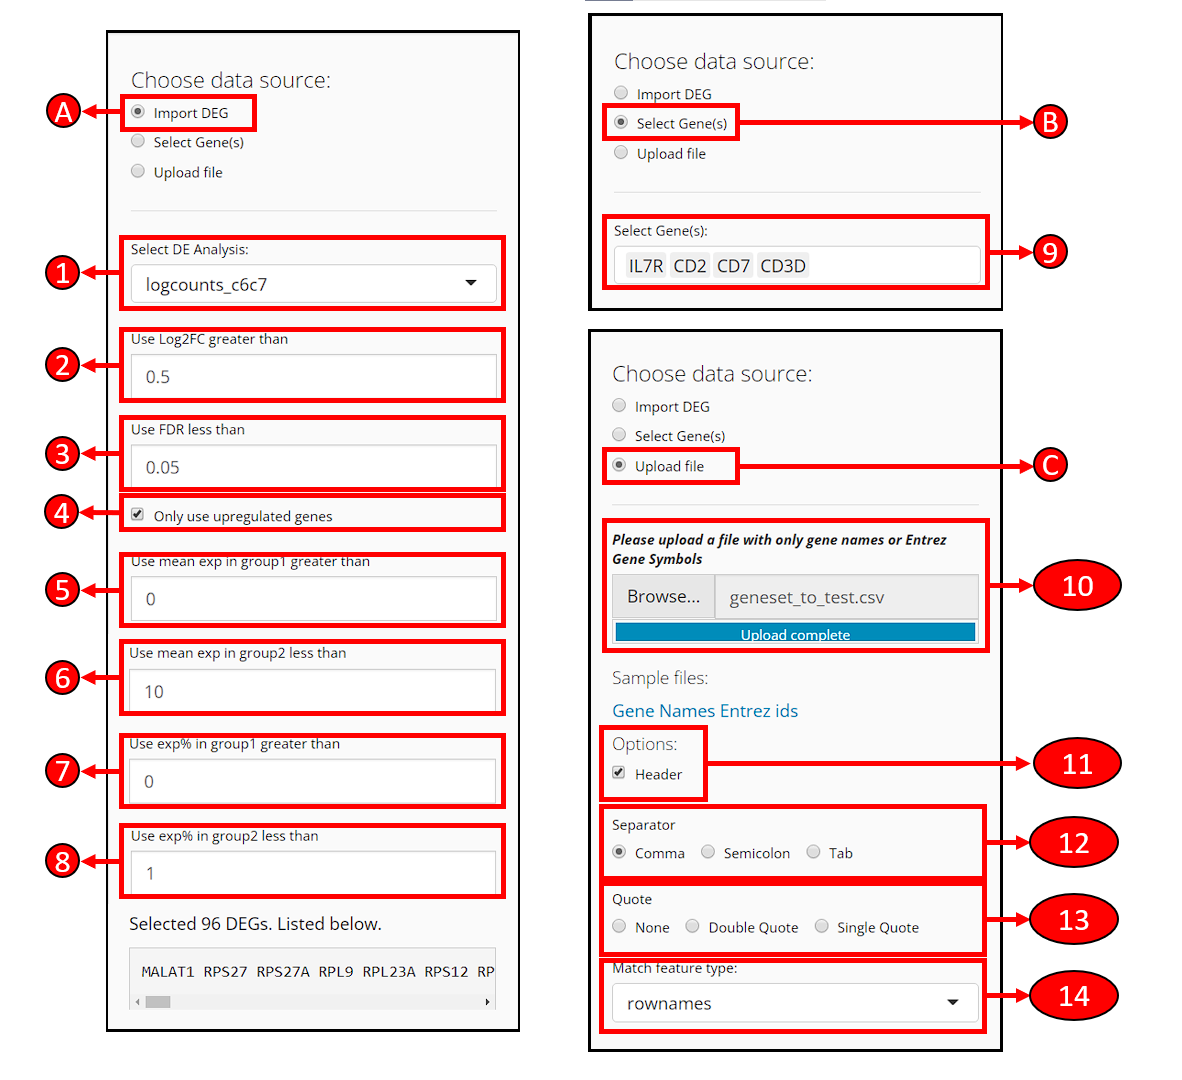 Choose data source:
A
Import DEG
Select Gene(s)
Upload file
1
Select DE Analysis:
logcounts_c6c7
2
Use Log2FC greater than
0.5
3
Use FDR less than
0.05
4
Only use upregulated genes
5
Use mean exp in group1 greater than
0
6
Use mean exp in group2 less than
10
7
Use exp% in group1 greater than
0
8
Use exp% in group2 less than
1
Selected 96 DEGs. Listed below.
MALAT1 RPS27 RPS27A RPL9 RPL23A RPS12 RP
Choose data source:
Import DEG
Select Gene(s)
B
Upload file
Select Gene(s):
9
IL7R CD2 CD7 CD3D
Choose data source:
Import DEG
Select Gene(s)
Upload file
C
Please upload a file with only gene names or Entrez
Gene Symbols
10
Browse... geneset_to_test.csv
Upload complete
Sample files:
Gene Names Entrez ids
Options:
11
Header
Separator
12
Comma Semicolon Tab
Quote
13
None Double Quote Single Quote
Match feature type:
14
rownames